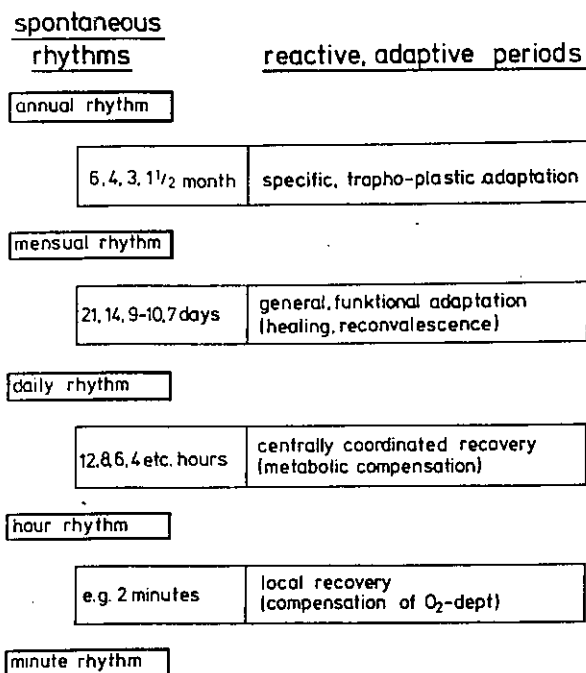 spontaneous
rhythms
reactive, adaptive periods
annual rhythm
6, 4, 3, 1 1/2 month
specific, tropho-plastic adaptation
mensual rhythm
21, 14, 9-10, 7 days
general, funktional adaptation
(healing, reconvalescence)
daily rhythm
12,8,6, 4 etc. hours
centrally coordinated recovery
(metabolic compensation)
hour rhythm
e.g. 2 minutes
local recovery
(compensation of O₂-dept)
minute rhythm